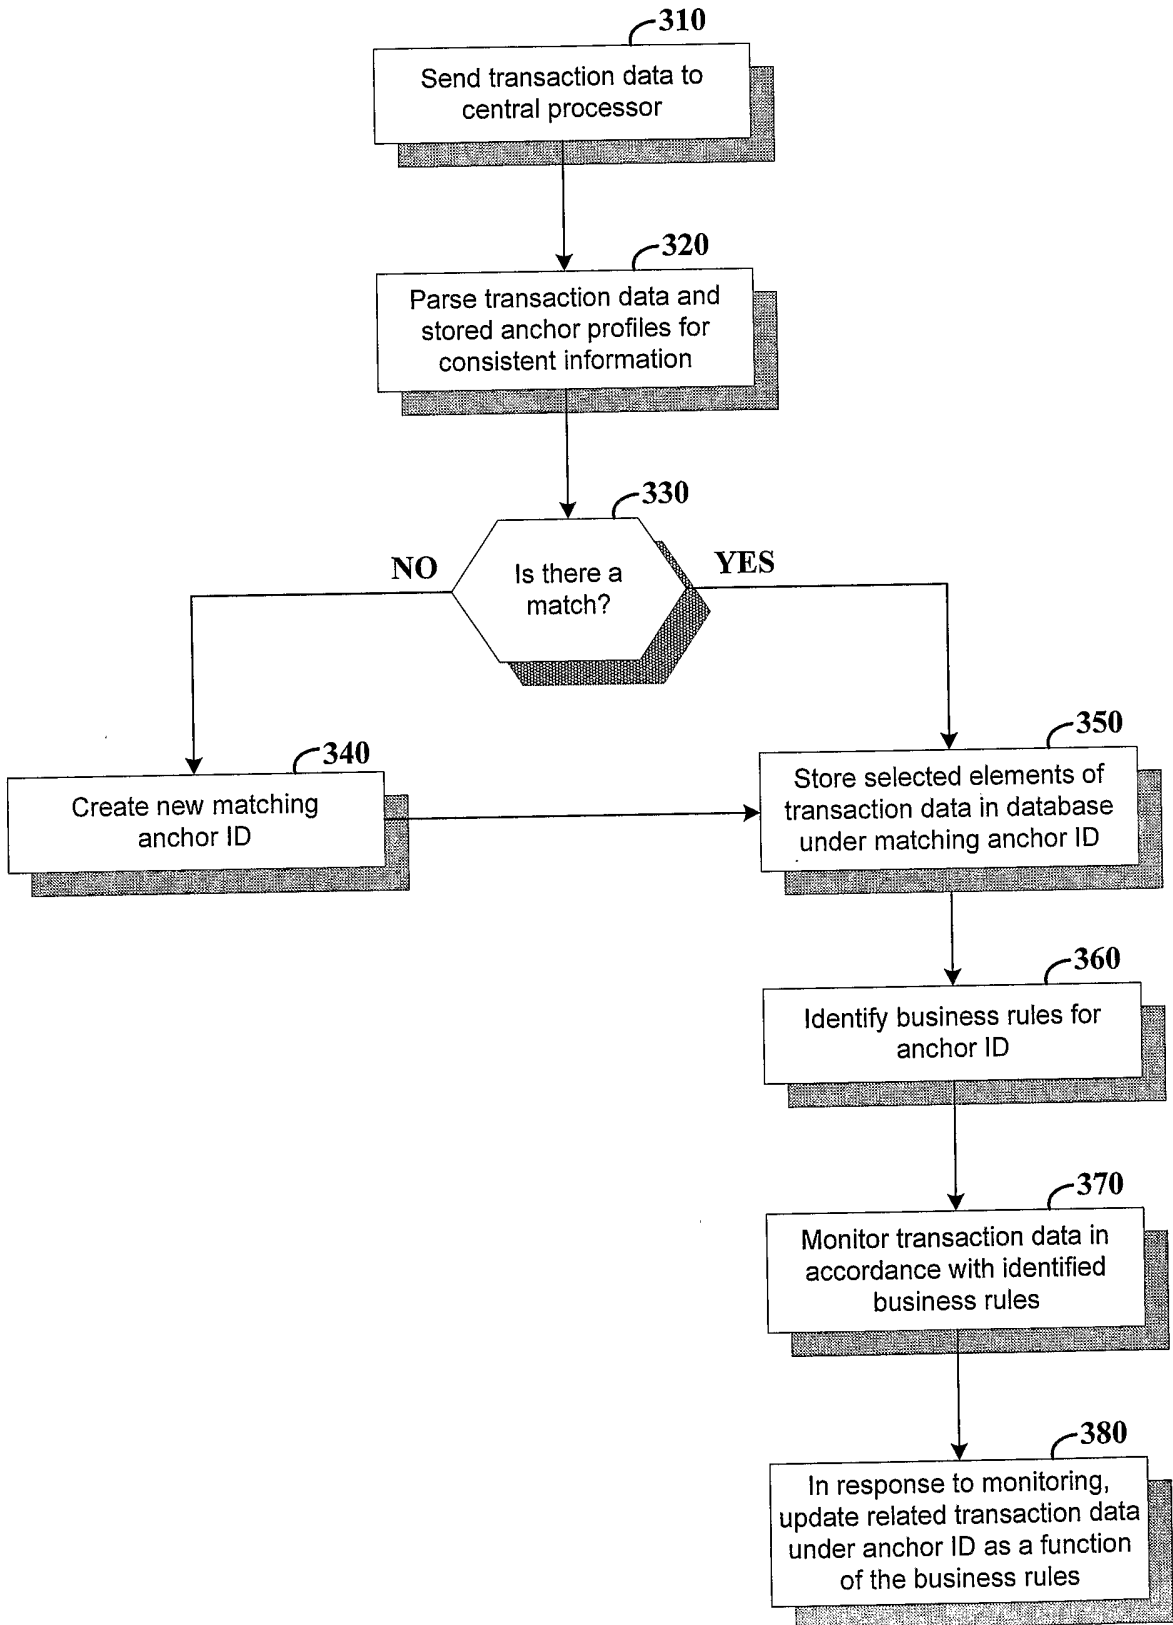 310
Send transaction data to
central processor
320
Parse transaction data and
stored anchor profiles for
consistent information
330
NO
Is there a
match?
YES
340
Create new matching
anchor ID
350
Store selected elements of
transaction data in database
under matching anchor ID
360
Identify business rules for
anchor ID
370
Monitor transaction data in
accordance with identified
business rules
380
In response to monitoring,
update related transaction data
under anchor ID as a function
of the business rules